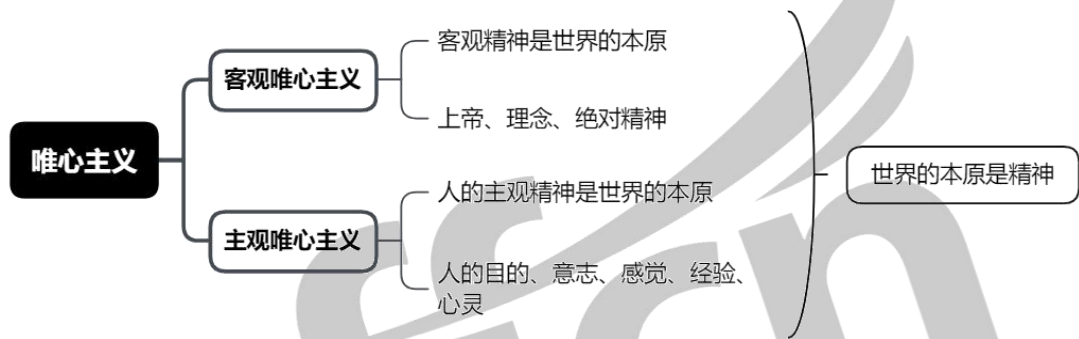 唯心主义
客观唯心主义
客观精神是世界的本原
上帝、理念、绝对精神
主观唯心主义
人的主观精神是世界的本原
人的目的、意志、感觉、经验、
心灵
世界的本原是精神